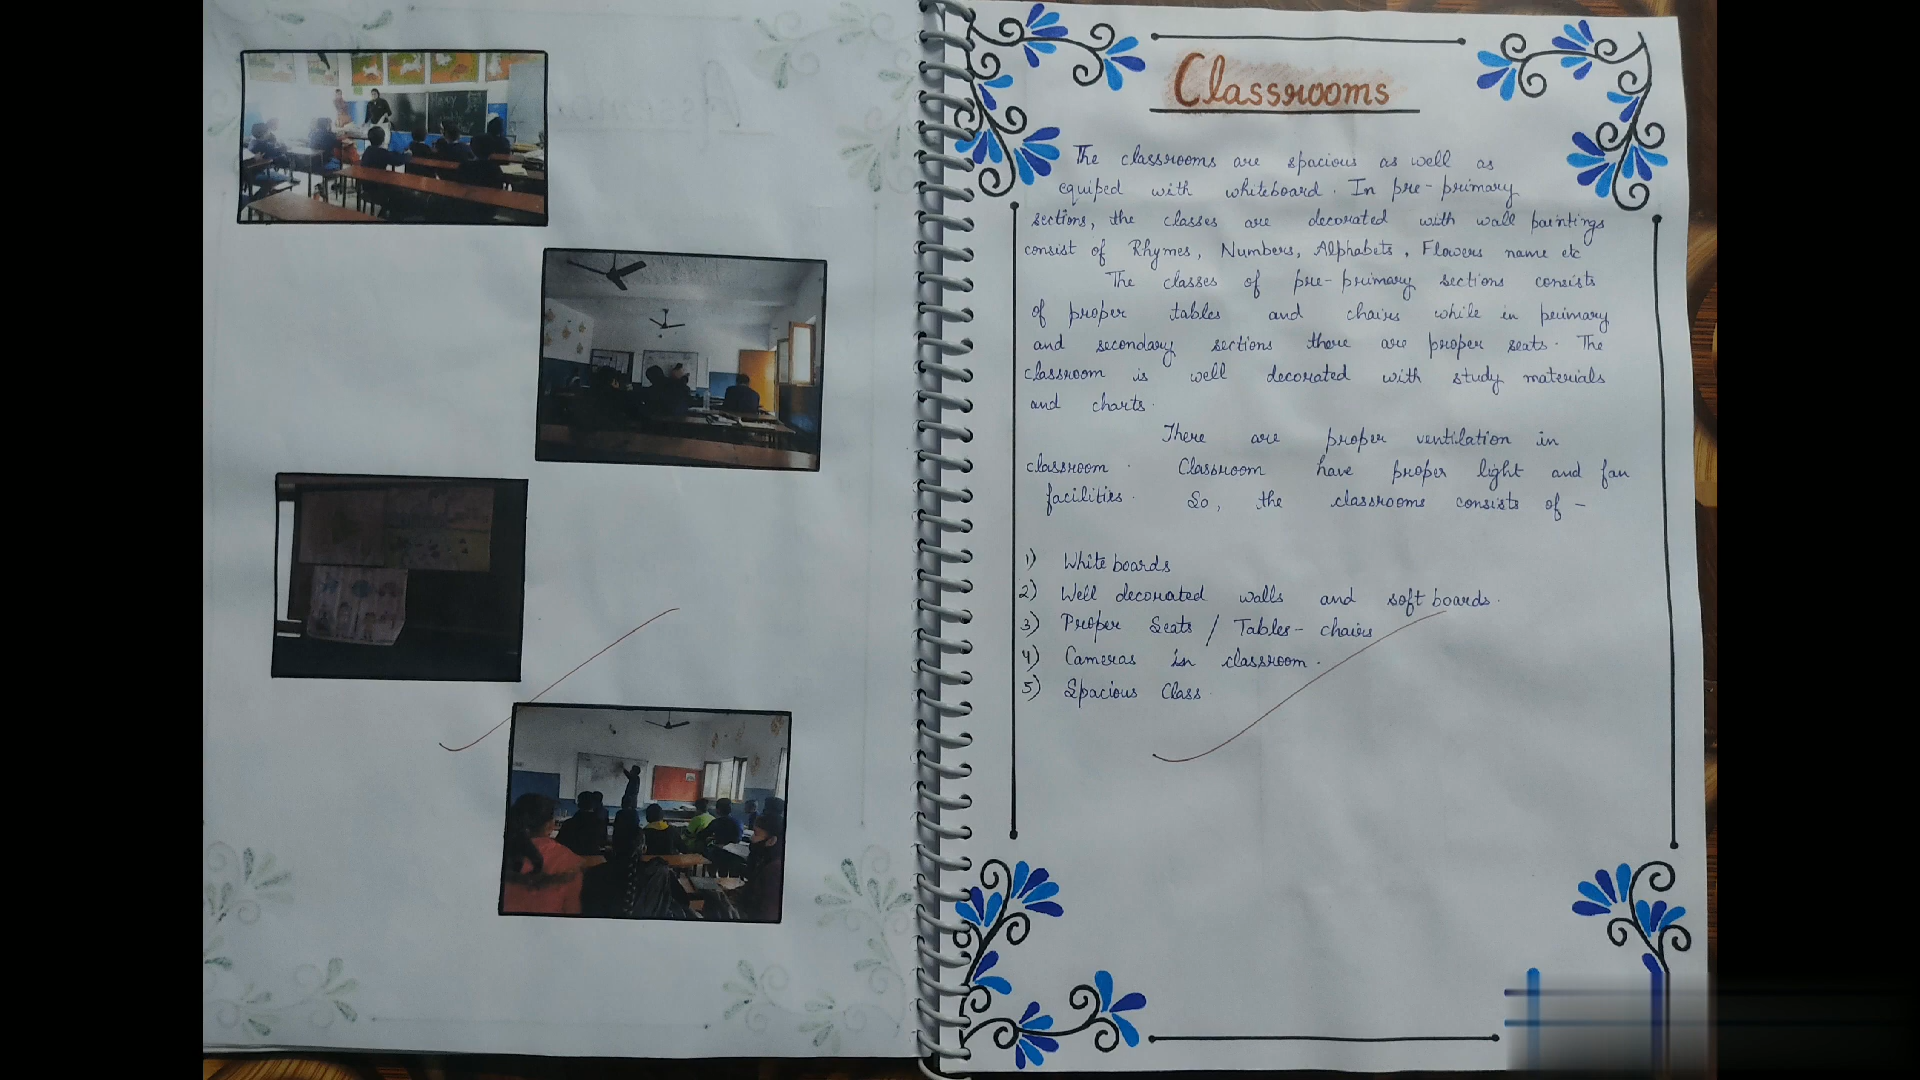 Classrooms
The classrooms are spacious as well as
equiped with whiteboard. In pre-primary
sections, the classes are decorated with wall paintings
consist of Rhymes, Numbers, Alphabets, Flowers name etc
The classes of pre-primary sections consists
of proper tables and chairs while in primary
and secondary sections there are proper seats. The
classroom is well decorated with study materials
and charts.
There are proper ventilation in
classroom. Classroom have proper light and fan
facilities. So, the classrooms consists of -
1) White boards
2) Well decorated walls and soft boards.
3) Proper Seats / Tables- chairs
4) Cameras in classroom.
5) Spacious Class.